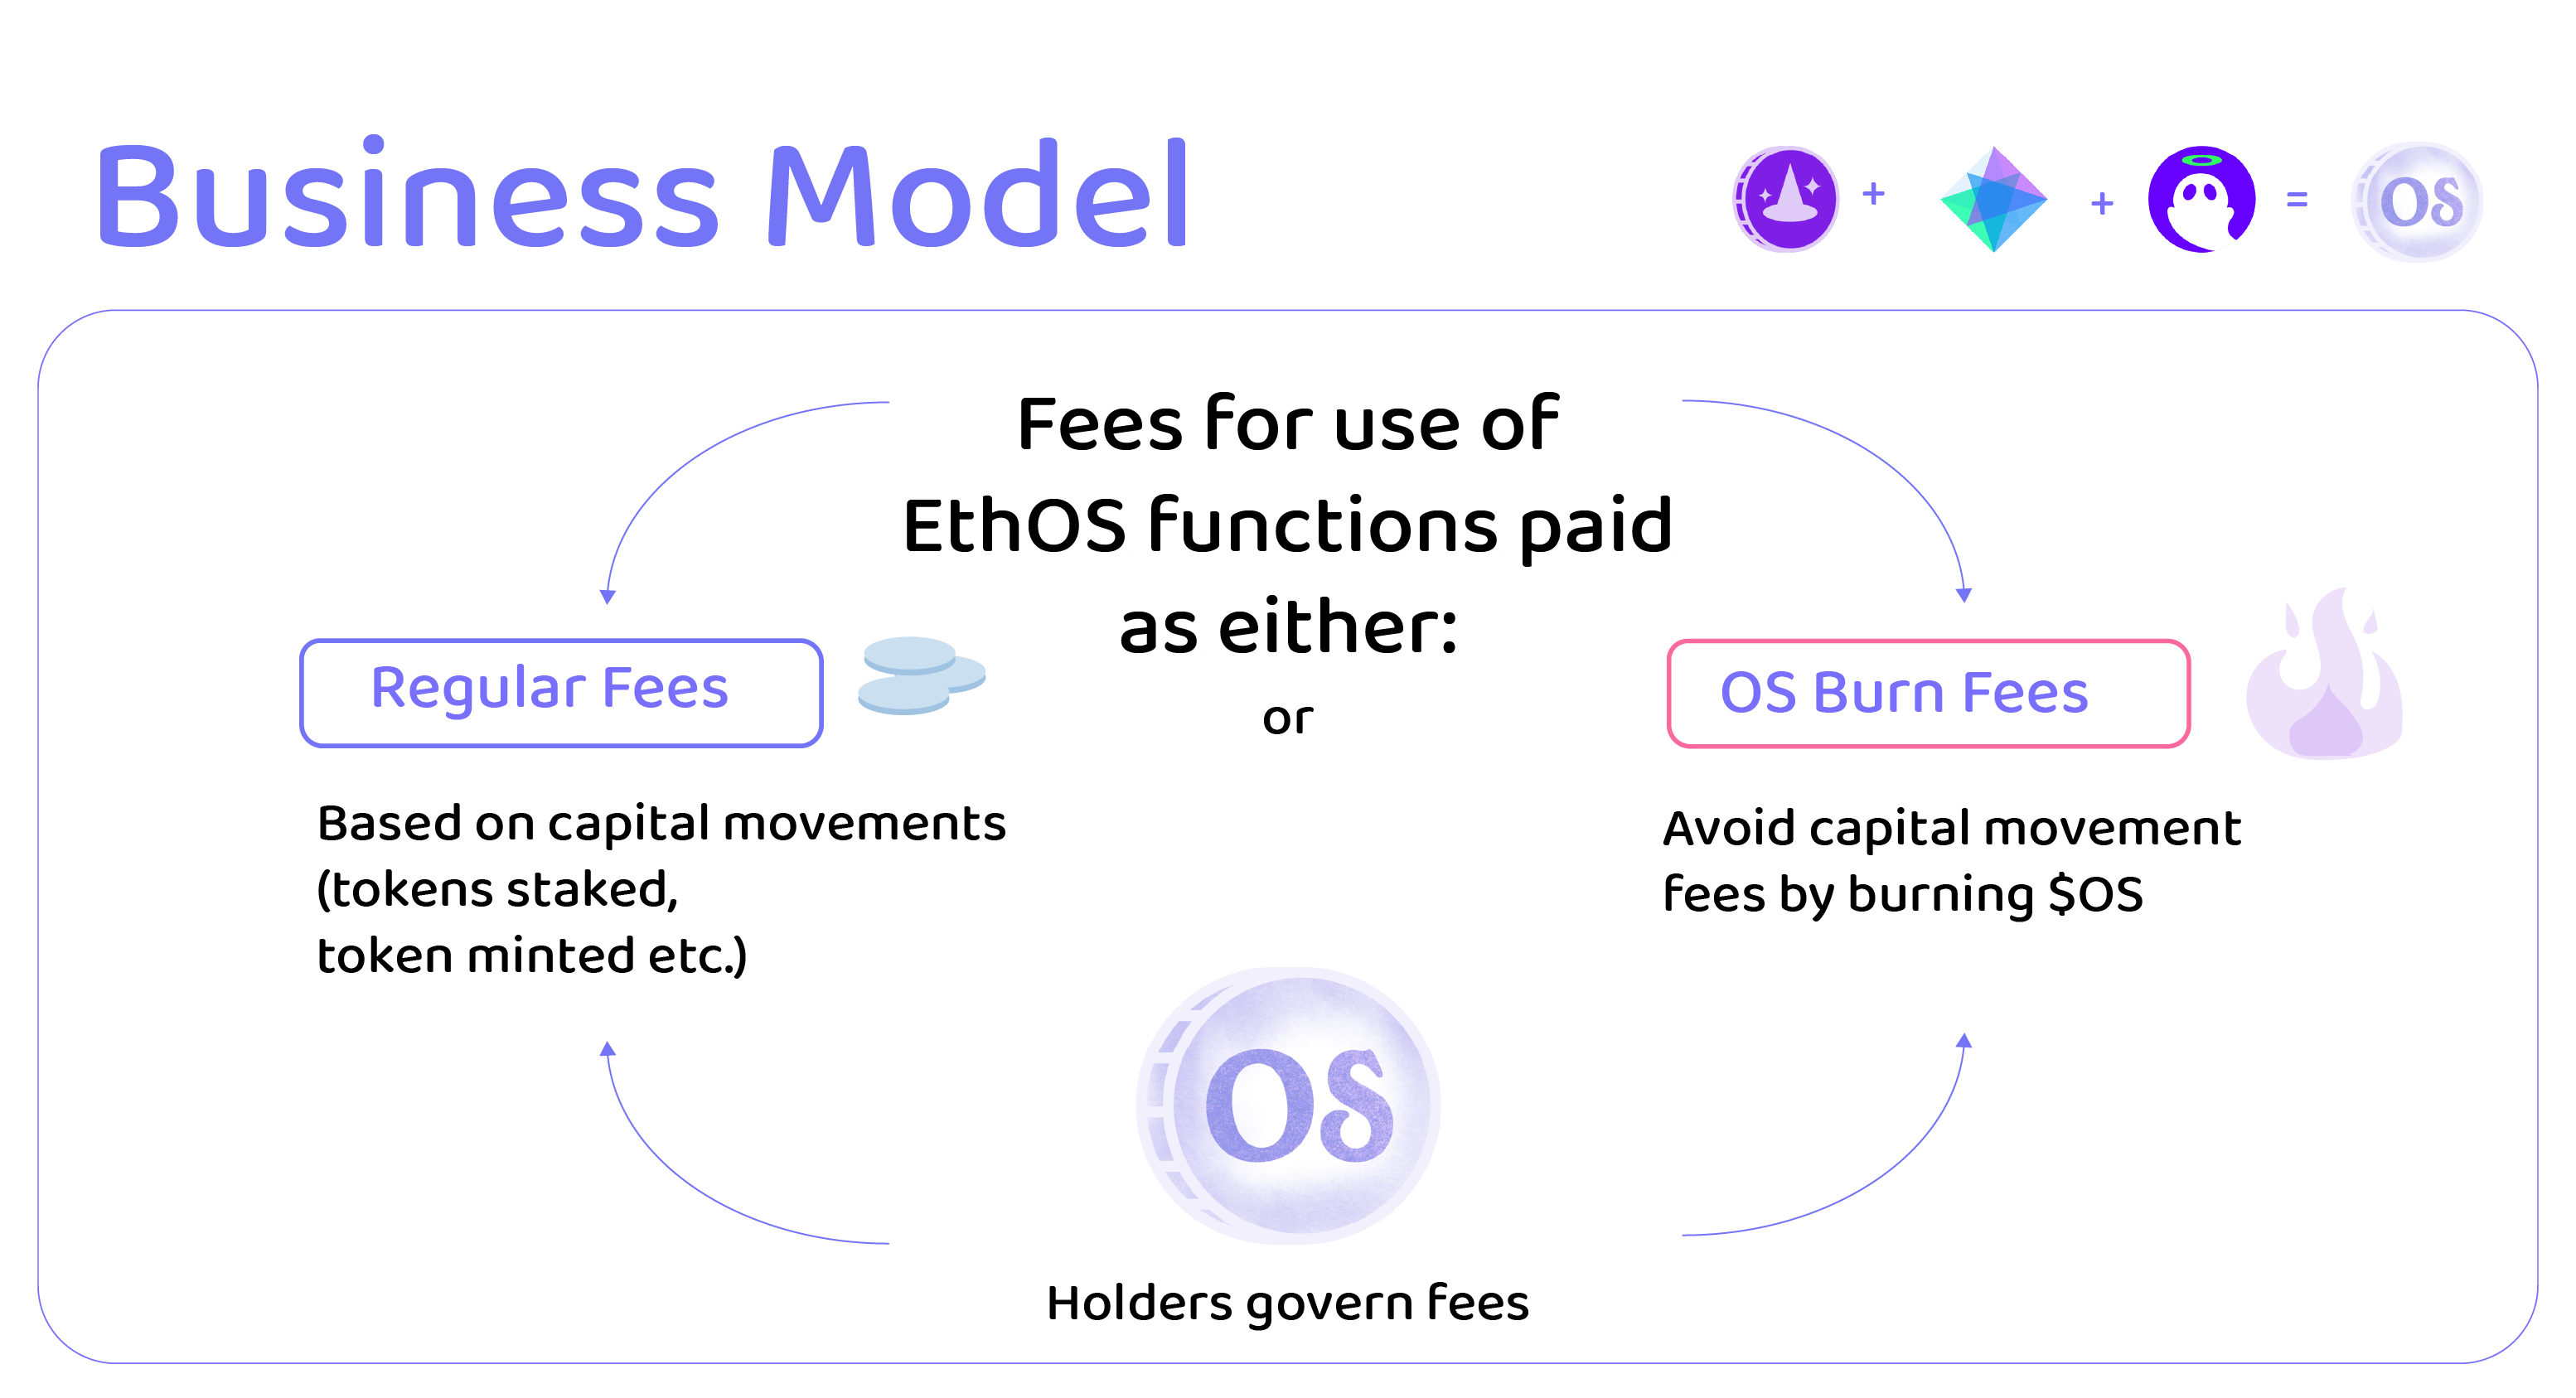 Business Model
+ + = OS
Fees for use of
EthOS functions paid
as either:
Regular Fees
or
OS Burn Fees
Based on capital movements
(tokens staked,
token minted etc.)
Avoid capital movement
fees by burning $OS
OS
Holders govern fees